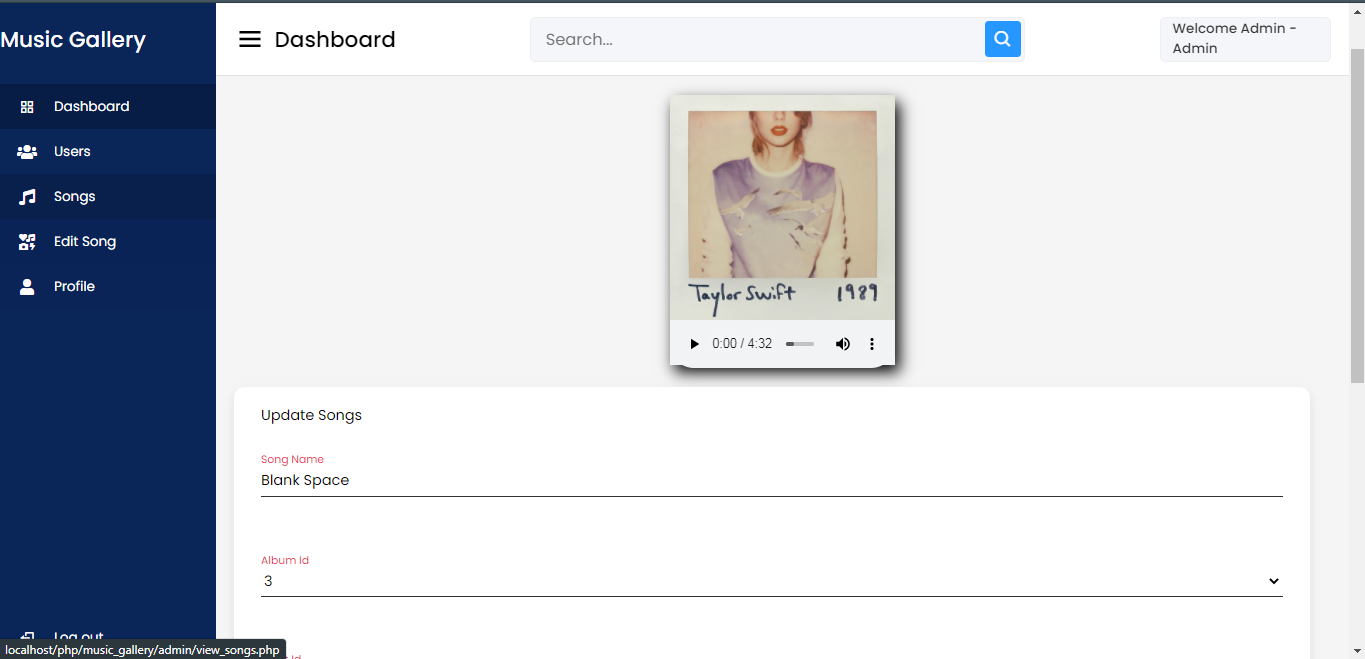 Music Gallery
Dashboard
Search...
Welcome Admin -
Admin
Dashboard
Users
Songs
Edit Song
Profile
Log out
Taylor Swift 1989
0:00 / 4:32
Update Songs
Song Name
Blank Space
Album Id
3
localhost/php/music_gallery/admin/view_songs.php